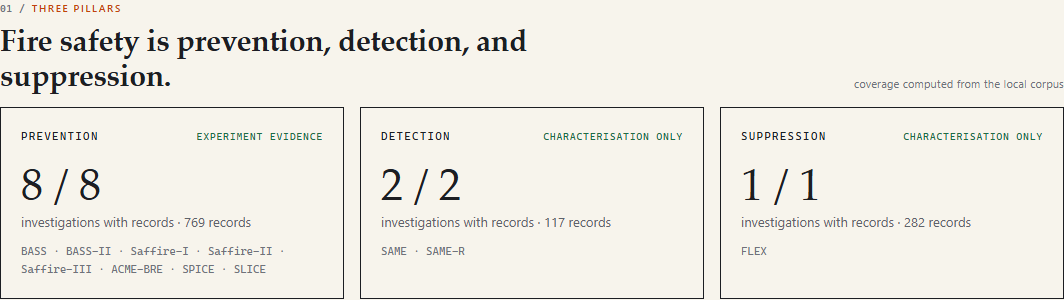 01 / THREE PILLARS
Fire safety is prevention, detection, and
suppression.
coverage computed from the local corpus
PREVENTION
EXPERIMENT EVIDENCE
8 / 8
investigations with records · 769 records
BASS · BASS-II · Saffire-I · Saffire-II ·
Saffire-III · ACME-BRE · SPICE · SLICE
DETECTION
CHARACTERISATION ONLY
2 / 2
investigations with records · 117 records
SAME · SAME-R
SUPPRESSION
CHARACTERISATION ONLY
1 / 1
investigations with records · 282 records
FLEX